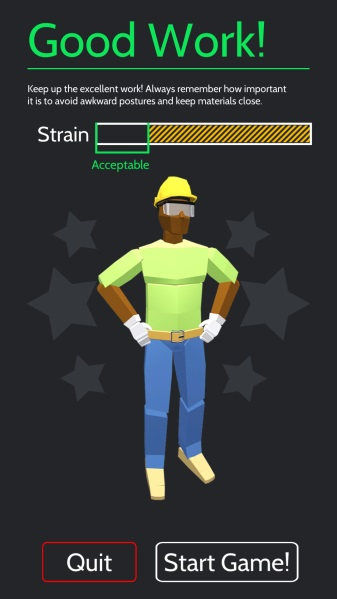 Good Work!
Keep up the excellent work! Always remember how important
it is to avoid awkward postures and keep materials close.
Strain
Acceptable
Quit
Start Game!